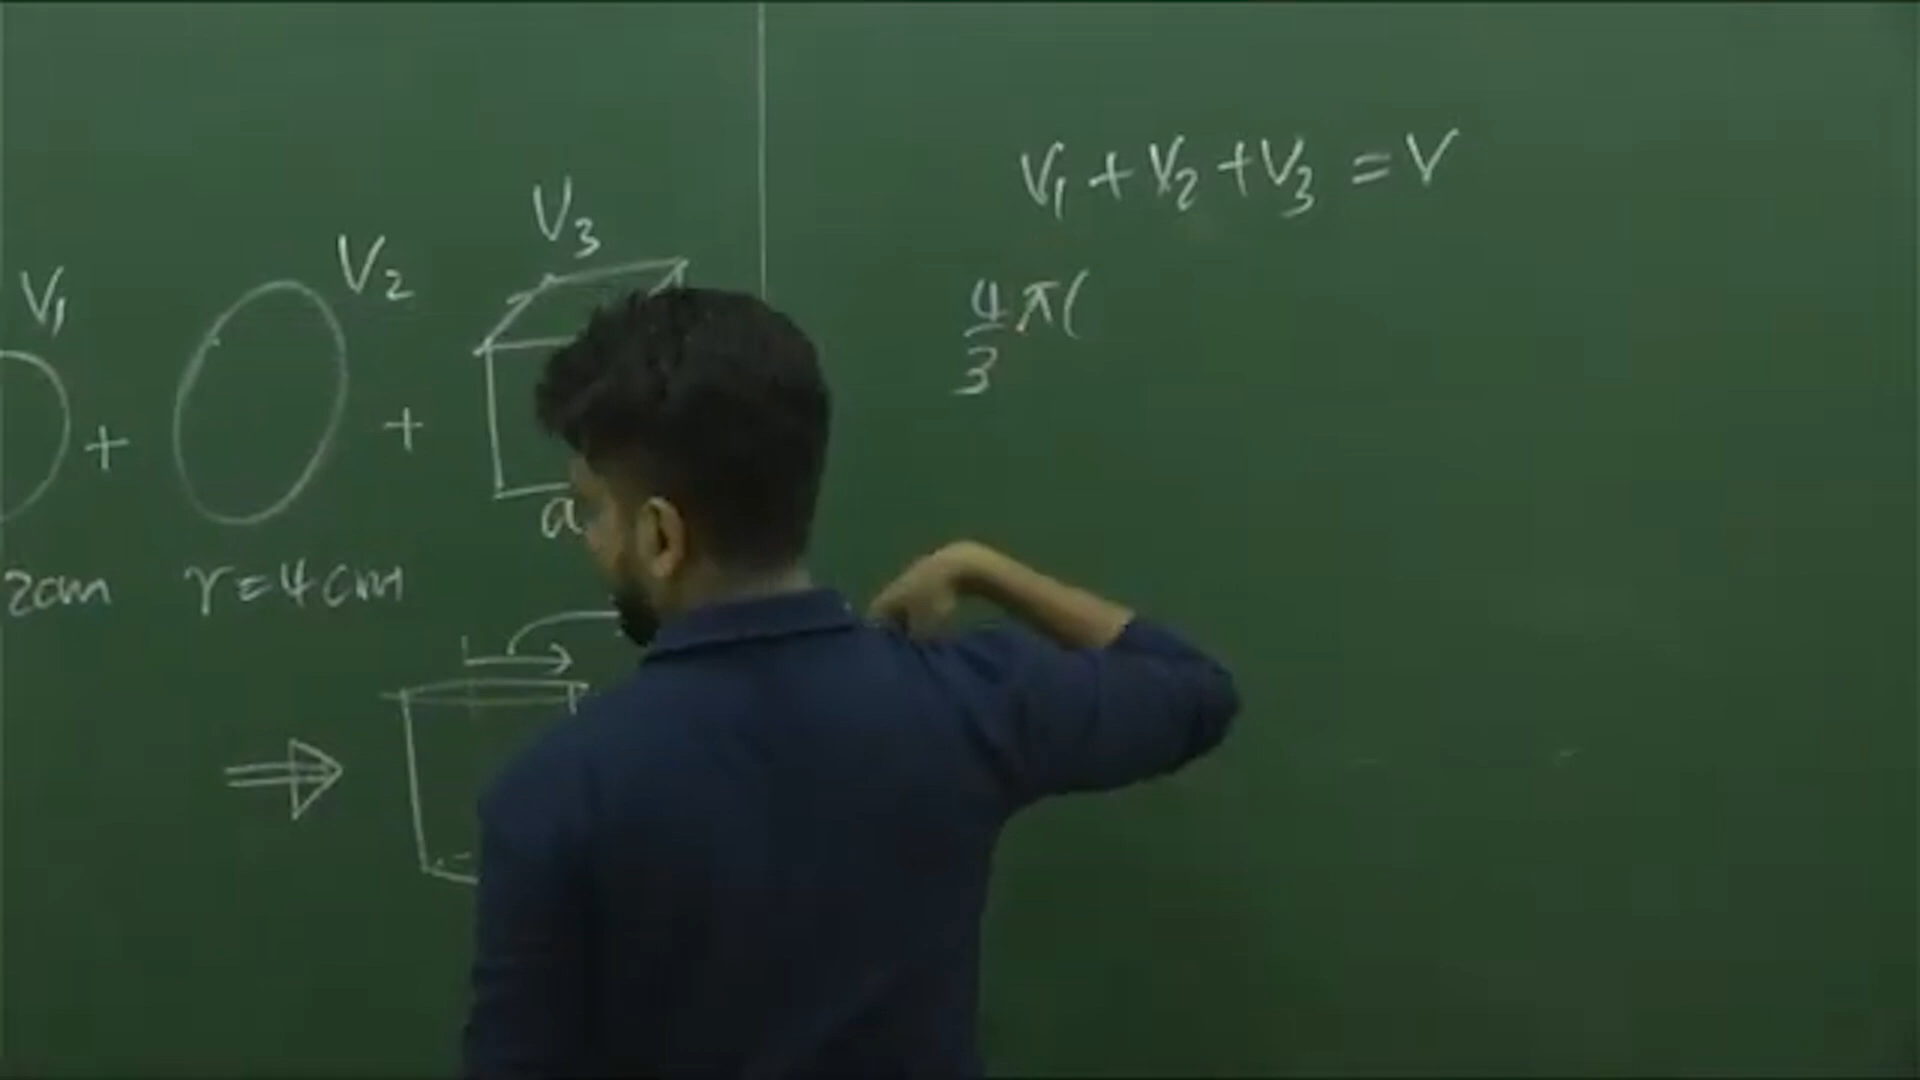 V₁ + V₂ + V₃ = V
V₁
+
V₂
+
V₃
a
2cm
r=4cm
⇒
4/3 π(